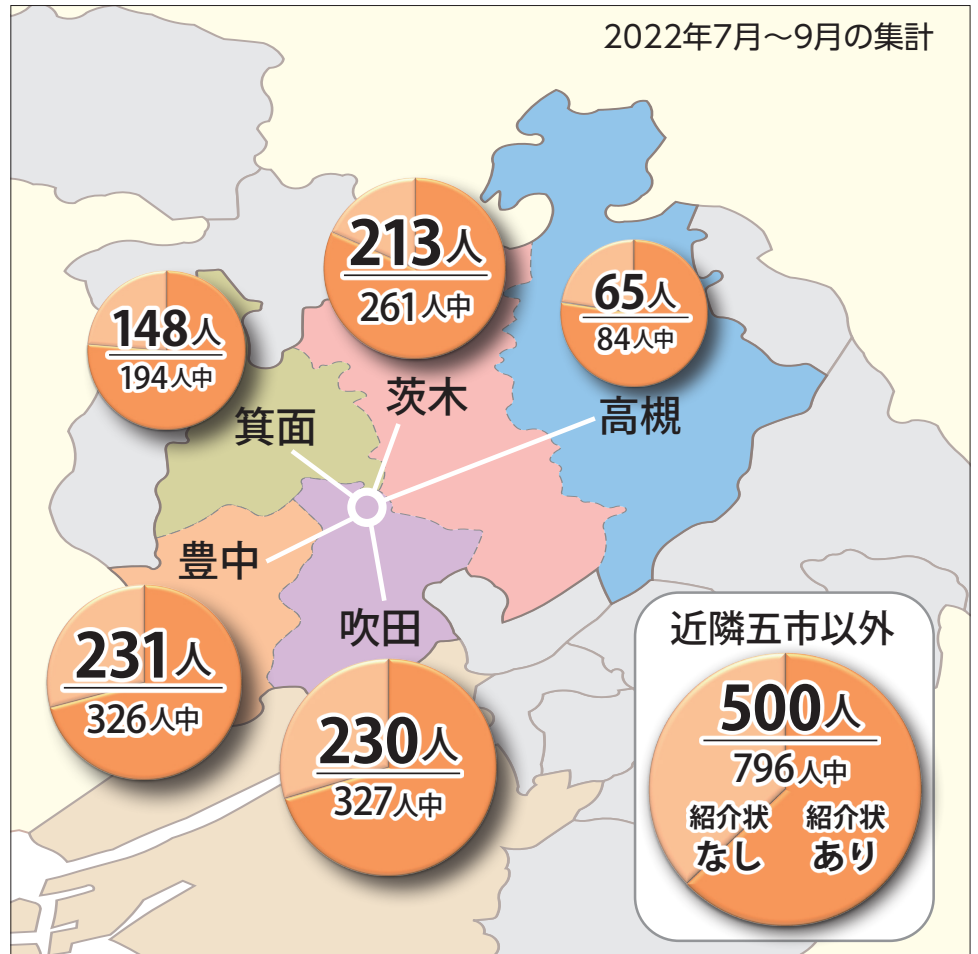 2022年7月～9月の集計
213人
261人中
65人
84人中
148人
194人中
茨木
高槻
箕面
豊中
吹田
231人
326人中
230人
327人中
近隣五市以外
500人
796人中
紹介状
なし
紹介状
あり